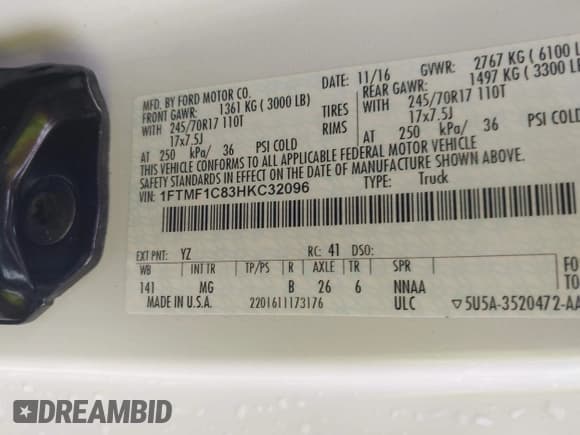 MFD. BY FORD MOTOR CO.
DATE: 11/16 GVWR: 2767 KG ( 6100 L
FRONT GAWR: 1361 KG ( 3000 LB)
REAR GAWR: 1497 KG ( 3300 L
WITH 245/70R17 110T TIRES WITH 245/70R17 110T
17x7.5J RIMS 17x7.5J
AT 250 kPa/ 36 PSI COLD AT 250 kPa/ 36 PSI CO
THIS VEHICLE CONFORMS TO ALL APPLICABLE FEDERAL MOTOR VEHICLE
SAFETY STANDARDS IN EFFECT ON THE DATE OF MANUFACTURE SHOWN ABOVE.
VIN: 1FTMF1C83HKC32096 TYPE: Truck
EXT PNT: YZ RC: 41 DSO:
WB INT TR TP/PS R AXLE TR SPR
141 MG B 26 6 NNAA
FO
TO
MADE IN U.S.A. 2201611173176 ULC ▽5U5A-3520472-AA
DREAMBID